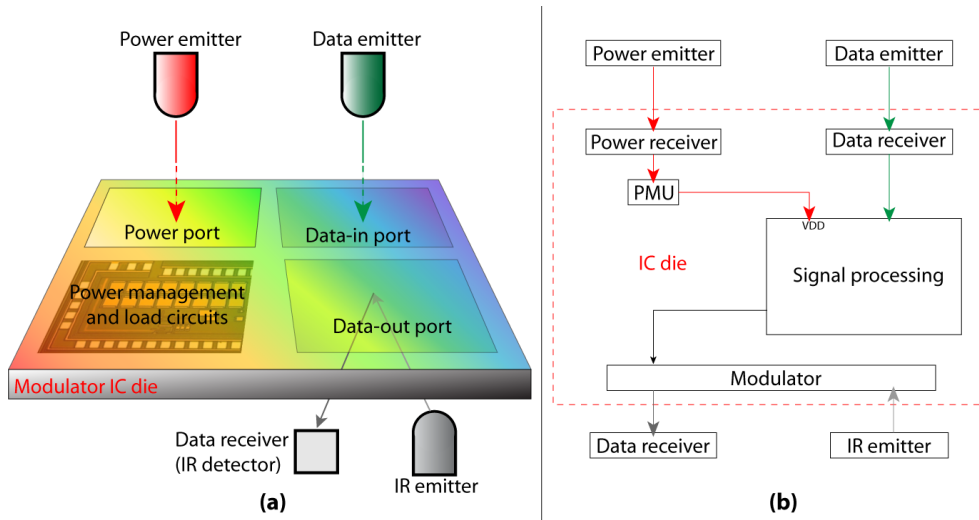 Power emitter
Data emitter
Power port
Data-in port
Power management
and load circuits
Data-out port
Modulator IC die
Data receiver
(IR detector)
IR emitter
(a)
Power emitter
Data emitter
Power receiver
Data receiver
PMU
VDD
IC die
Signal processing
Modulator
Data receiver
IR emitter
(b)